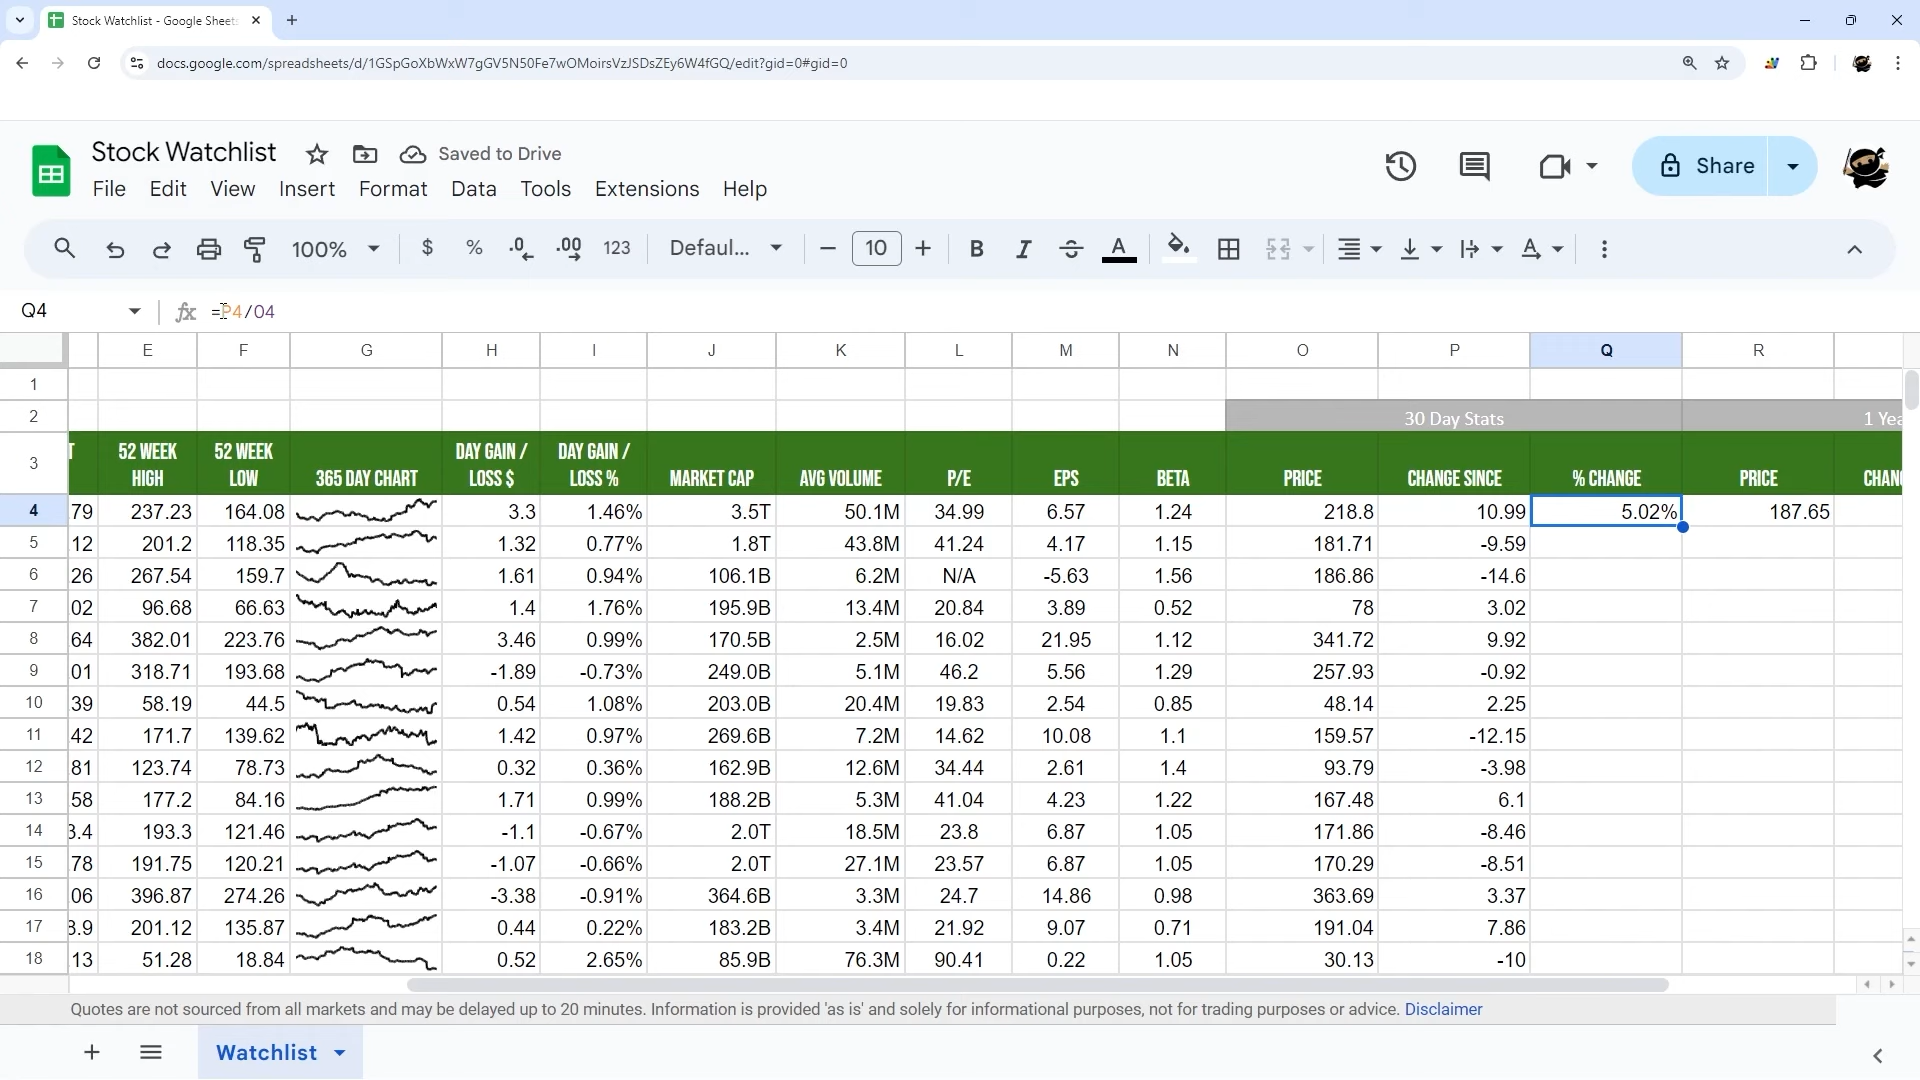 Stock Watchlist - Google Sheets
docs.google.com/spreadsheets/d/1GSpGoXbWxW7gGV5N50Fe7wOMoirsVzJSDsZEy6W4fGQ/edit?gid=0#gid=0
Stock Watchlist Saved to Drive
File Edit View Insert Format Data Tools Extensions Help
Share
100% $ % .0 .00 123 Defaul... 10 B I A
Q4 fx =P4/O4
E F G H I J K L M N O P Q R
1
2 30 Day Stats 1 Yea
3 T 52 WEEK HIGH 52 WEEK LOW 365 DAY CHART DAY GAIN / LOSS $ DAY GAIN / LOSS % MARKET CAP AVG VOLUME P/E EPS BETA PRICE CHANGE SINCE % CHANGE PRICE CHAN
4 79 237.23 164.08 3.3 1.46% 3.5T 50.1M 34.99 6.57 1.24 218.8 10.99 5.02% 187.65
5 12 201.2 118.35 1.32 0.77% 1.8T 43.8M 41.24 4.17 1.15 181.71 -9.59
6 26 267.54 159.7 1.61 0.94% 106.1B 6.2M N/A -5.63 1.56 186.86 -14.6
7 02 96.68 66.63 1.4 1.76% 195.9B 13.4M 20.84 3.89 0.52 78 3.02
8 64 382.01 223.76 3.46 0.99% 170.5B 2.5M 16.02 21.95 1.12 341.72 9.92
9 01 318.71 193.68 -1.89 -0.73% 249.0B 5.1M 46.2 5.56 1.29 257.93 -0.92
10 39 58.19 44.5 0.54 1.08% 203.0B 20.4M 19.83 2.54 0.85 48.14 2.25
11 42 171.7 139.62 1.42 0.97% 269.6B 7.2M 14.62 10.08 1.1 159.57 -12.15
12 81 123.74 78.73 0.32 0.36% 162.9B 12.6M 34.44 2.61 1.4 93.79 -3.98
13 58 177.2 84.16 1.71 0.99% 188.2B 5.3M 41.04 4.23 1.22 167.48 6.1
14 3.4 193.3 121.46 -1.1 -0.67% 2.0T 18.5M 23.8 6.87 1.05 171.86 -8.46
15 78 191.75 120.21 -1.07 -0.66% 2.0T 27.1M 23.57 6.87 1.05 170.29 -8.51
16 06 396.87 274.26 -3.38 -0.91% 364.6B 3.3M 24.7 14.86 0.98 363.69 3.37
17 8.9 201.12 135.87 0.44 0.22% 183.2B 3.4M 21.92 9.07 0.71 191.04 7.86
18 13 51.28 18.84 0.52 2.65% 85.9B 76.3M 90.41 0.22 1.05 30.13 -10
Quotes are not sourced from all markets and may be delayed up to 20 minutes. Information is provided 'as is' and solely for informational purposes, not for trading purposes or advice. Disclaimer
Watchlist